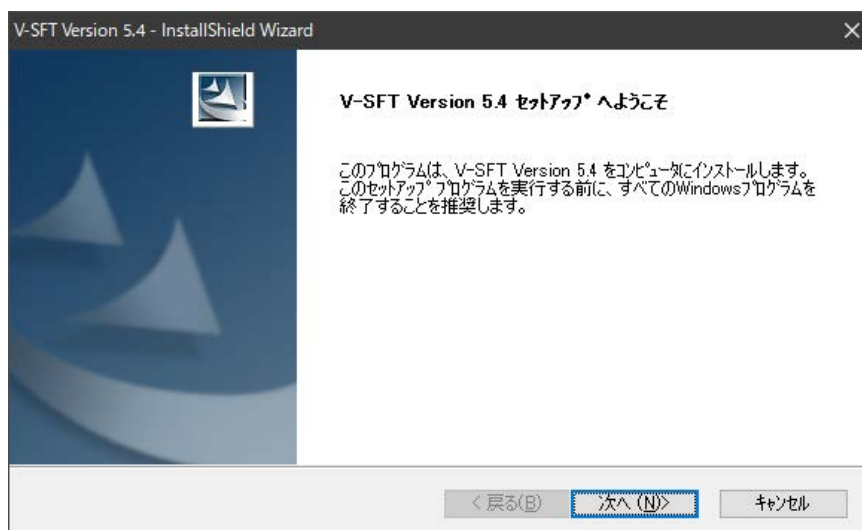 V-SFT Version 5.4 - InstallShield Wizard
V-SFT Version 5.4 ｾｯﾄｱｯﾌﾟ へようこそ
このﾌﾟﾛｸﾞﾗﾑは、V-SFT Version 5.4 をｺﾝﾋﾟｭｰﾀにｲﾝｽﾄｰﾙします。
このｾｯﾄｱｯﾌﾟ ﾌﾟﾛｸﾞﾗﾑを実行する前に、すべてのWindowsﾌﾟﾛｸﾞﾗﾑを
終了することを推奨します。
< 戻る(B)
次へ (N)>
ｷｬﾝｾﾙ